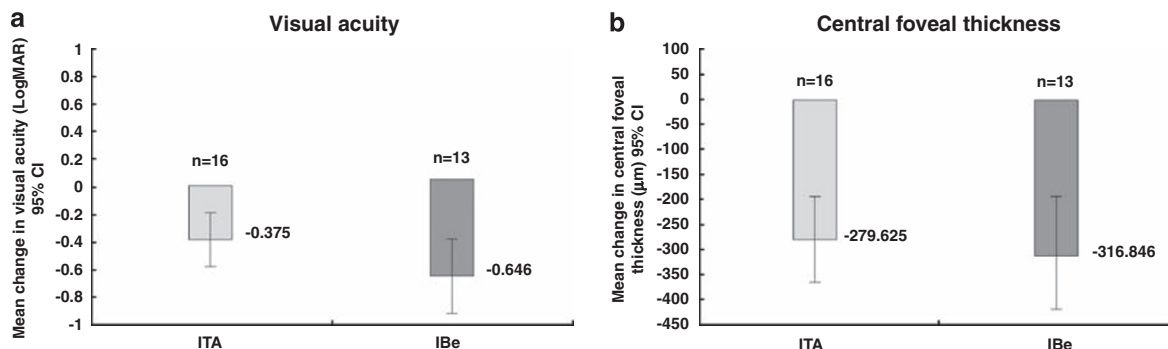 a
Visual acuity
Mean change in visual acuity (LogMAR)
95% CI
1
0.8
0.6
0.4
0.2
0
-0.2
-0.4
-0.6
-0.8
-1
n=16
n=13
-0.375
-0.646
ITA
IBe
b
Central foveal thickness
Mean change in central foveal
thickness (μm) 95% CI
100
50
0
-50
-100
-150
-200
-250
-300
-350
-400
-450
n=16
n=13
-279.625
-316.846
ITA
IBe